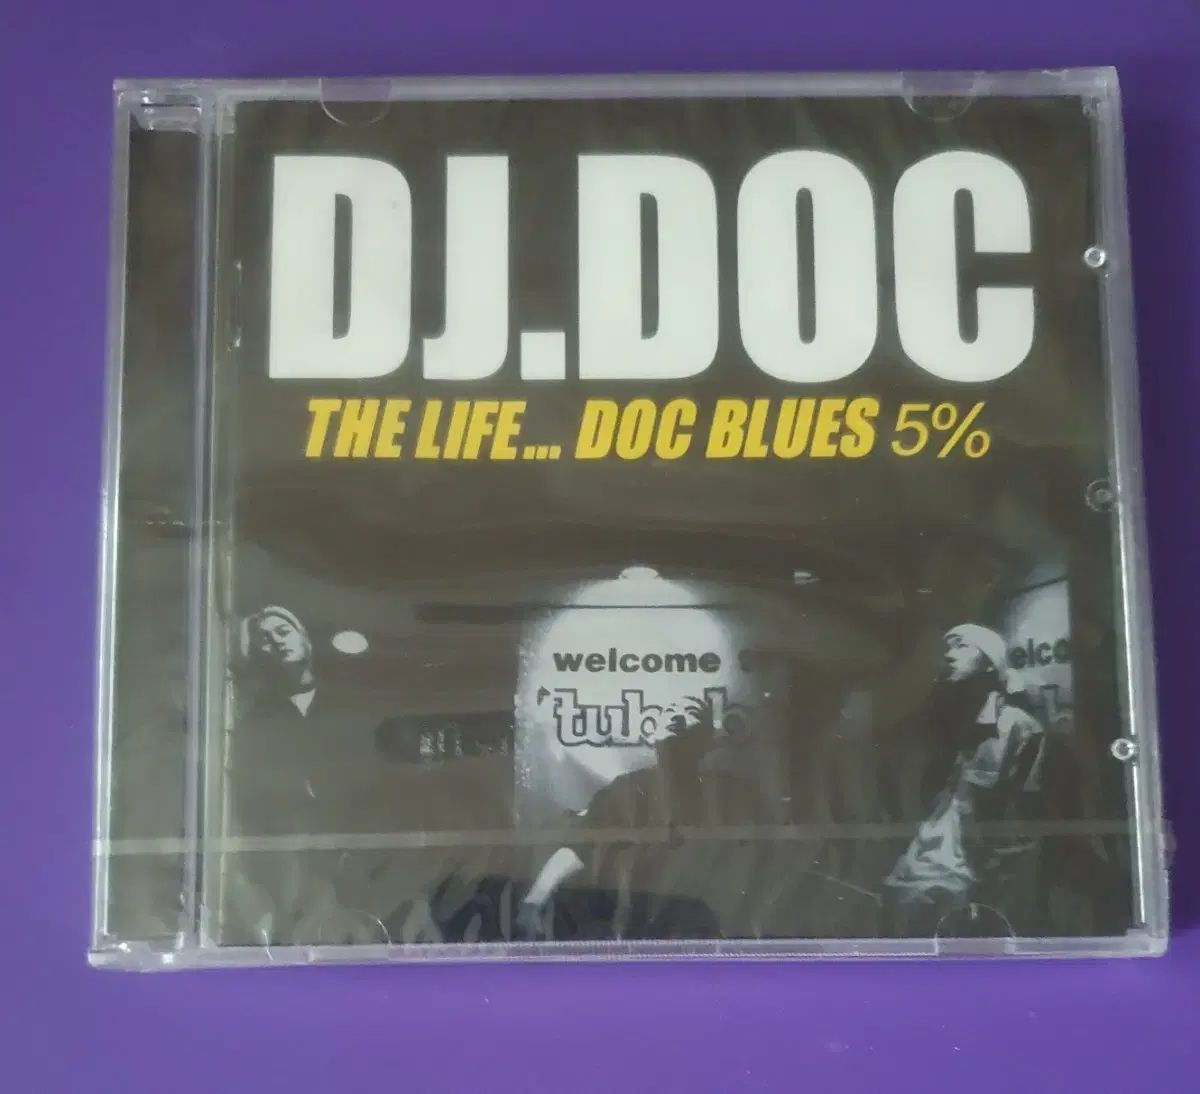 DJ.DOC
THE LIFE... DOC BLUES 5%
welcome